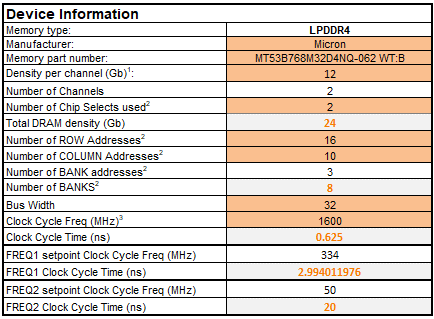 Device Information
Memory type: LPDDR4
Manufacturer: Micron
Memory part number: MT53B768M32D4NQ-062 WT:B
Density per channel (Gb)¹: 12
Number of Channels 2
Number of Chip Selects used² 2
Total DRAM density (Gb) 24
Number of ROW Addresses² 16
Number of COLUMN Addresses² 10
Number of BANK addresses² 3
Number of BANKS² 8
Bus Width 32
Clock Cycle Freq (MHz)³ 1600
Clock Cycle Time (ns) 0.625
FREQ1 setpoint Clock Cycle Freq (MHz) 334
FREQ1 Clock Cycle Time (ns) 2.994011976
FREQ2 setpoint Clock Cycle Freq (MHz) 50
FREQ2 Clock Cycle Time (ns) 20